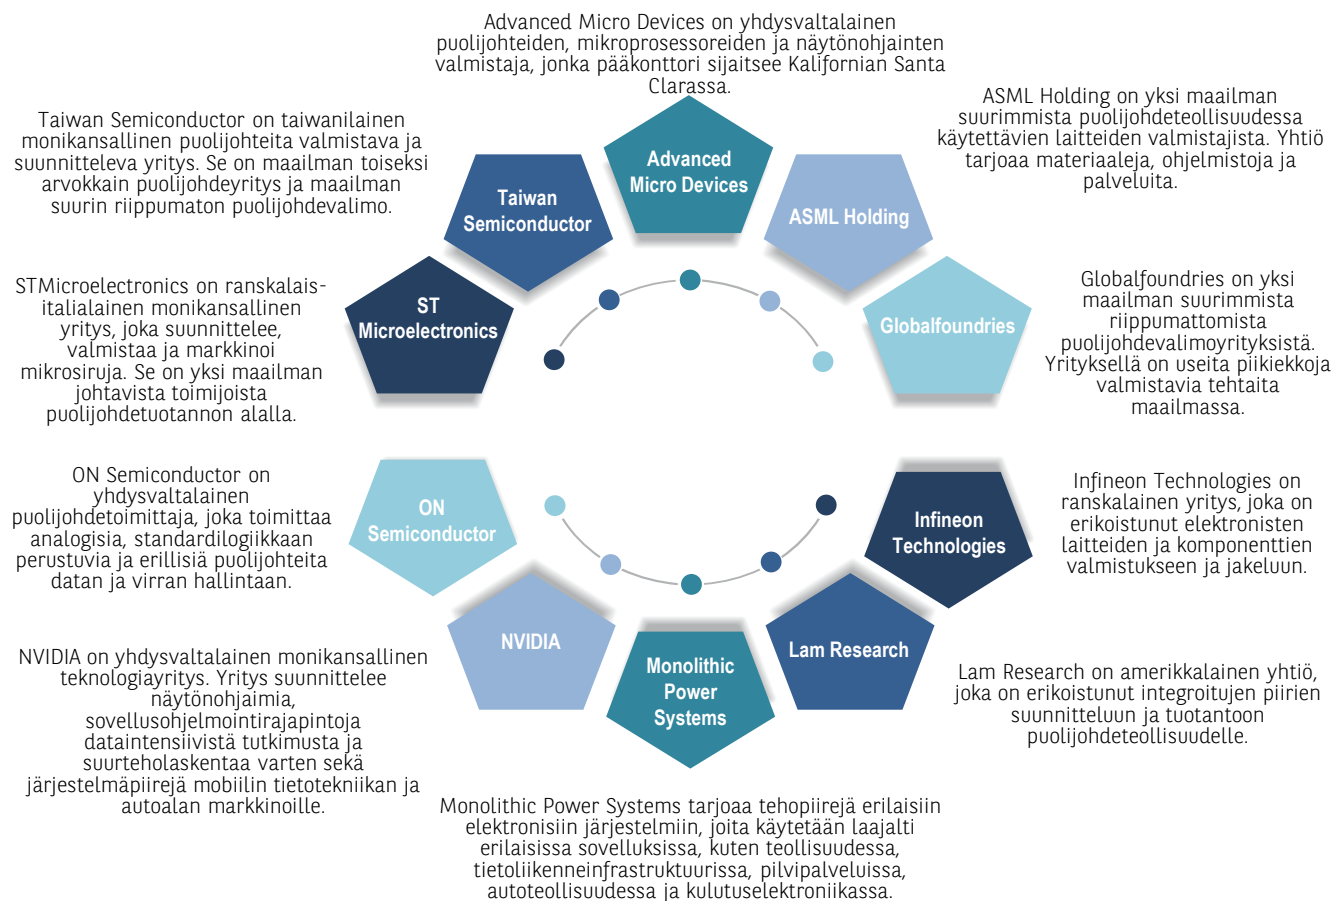 Advanced Micro Devices on yhdysvaltalainen
puolijohteiden, mikroprosessoreiden ja näytönohjainten
valmistaja, jonka pääkonttori sijaitsee Kalifornian Santa
Clarassa.
Advanced
Micro Devices
ASML Holding on yksi maailman
suurimmista puolijohdeteollisuudessa
käytettävien laitteiden valmistajista. Yhtiö
tarjoaa materiaaleja, ohjelmistoja ja
palveluita.
ASML Holding
Globalfoundries on yksi
maailman suurimmista
riippumattomista
puolijohdevalimoyrityksistä.
Yrityksellä on useita piikiekkoja
valmistavia tehtaita
maailmassa.
Globalfoundries
Infineon Technologies on
ranskalainen yritys, joka on
erikoistunut elektronisten
laitteiden ja komponenttien
valmistukseen ja jakeluun.
Infineon
Technologies
Lam Research on amerikkalainen yhtiö,
joka on erikoistunut integroitujen piirien
suunnitteluun ja tuotantoon
puolijohdeteollisuudelle.
Lam Research
Monolithic
Power
Systems
Monolithic Power Systems tarjoaa tehopiirejä erilaisiin
elektronisiin järjestelmiin, joita käytetään laajalti
erilaisissa sovelluksissa, kuten teollisuudessa,
tietoliikenneinfrastruktuurissa, pilvipalveluissa,
autoteollisuudessa ja kulutuselektroniikassa.
NVIDIA
NVIDIA on yhdysvaltalainen monikansallinen
teknologiayritys. Yritys suunnittelee
näytönohjaimia,
sovellusohjelmointirajapintoja
dataintensiivistä tutkimusta ja
suurteholaskentaa varten sekä
järjestelmäpiirejä mobiilin tietotekniikan ja
autoalan markkinoille.
ON
Semiconductor
ON Semiconductor on
yhdysvaltalainen
puolijohdetoimittaja, joka toimittaa
analogisia, standardilogiikkaan
perustuvia ja erillisiä puolijohteita
datan ja virran hallintaan.
ST
Microelectronics
STMicroelectronics on ranskalais-
italialainen monikansallinen
yritys, joka suunnittelee,
valmistaa ja markkinoi
mikrosiruja. Se on yksi maailman
johtavista toimijoista
puolijohdetuotannon alalla.
Taiwan
Semiconductor
Taiwan Semiconductor on taiwanilainen
monikansallinen puolijohteita valmistava ja
suunnitteleva yritys. Se on maailman toiseksi
arvokkain puolijohdeyritys ja maailman
suurin riippumaton puolijohdevalimo.